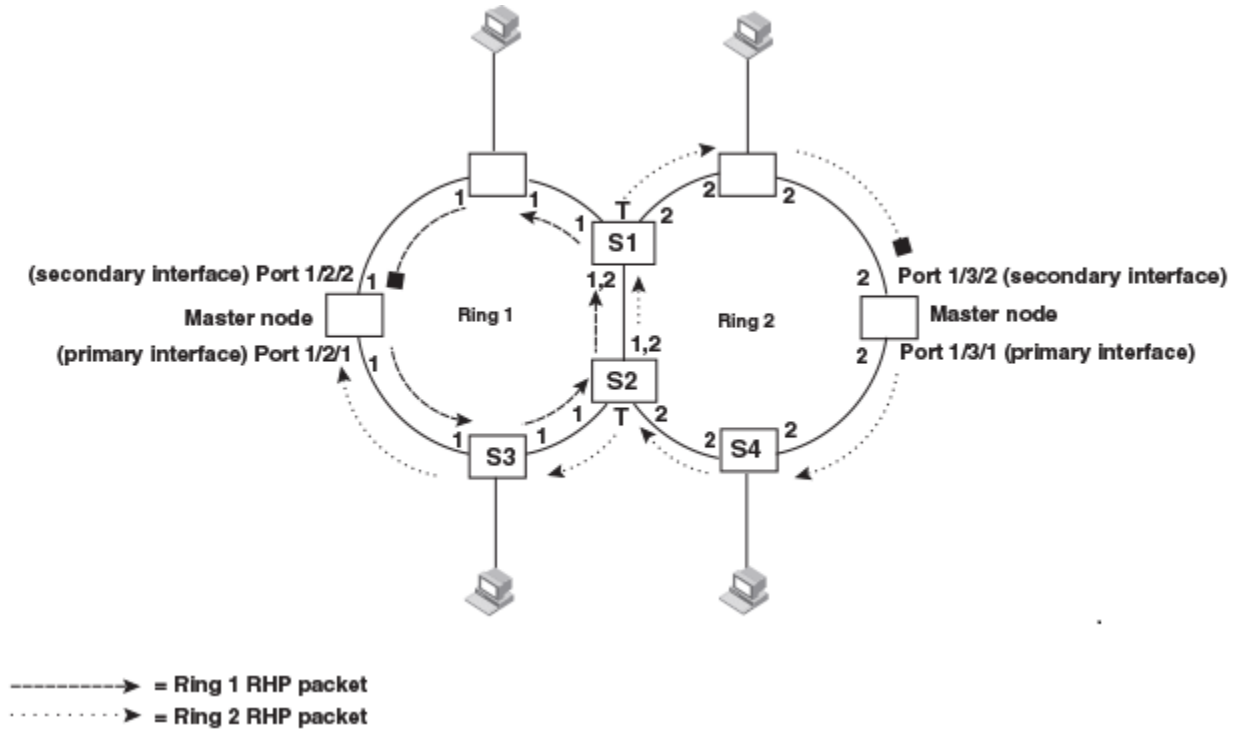 1
1
1
T
2
2
2
S1
(secondary interface) Port 1/2/2
1
1,2
2
Port 1/3/2 (secondary interface)
Master node
Ring 1
Ring 2
Master node
(primary interface) Port 1/2/1
1
1,2
2
Port 1/3/1 (primary interface)
S2
1
T
2
1
1
2
2
S3
S4
= Ring 1 RHP packet
= Ring 2 RHP packet